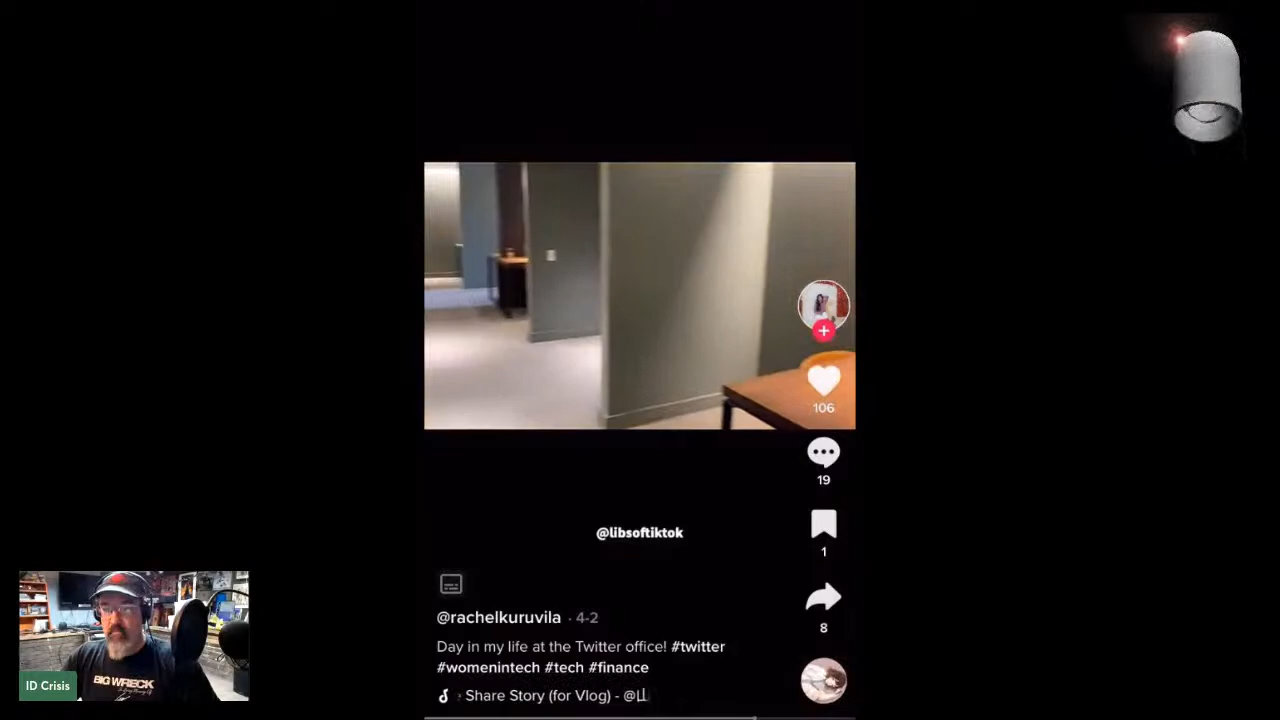 106
19
@libsoftiktok
1
@rachelkuruvila · 4-2
8
Day in my life at the Twitter office! #twitter
#womenintech #tech #finance
Share Story (for Vlog) - @山
BIG WRECK
ID Crisis